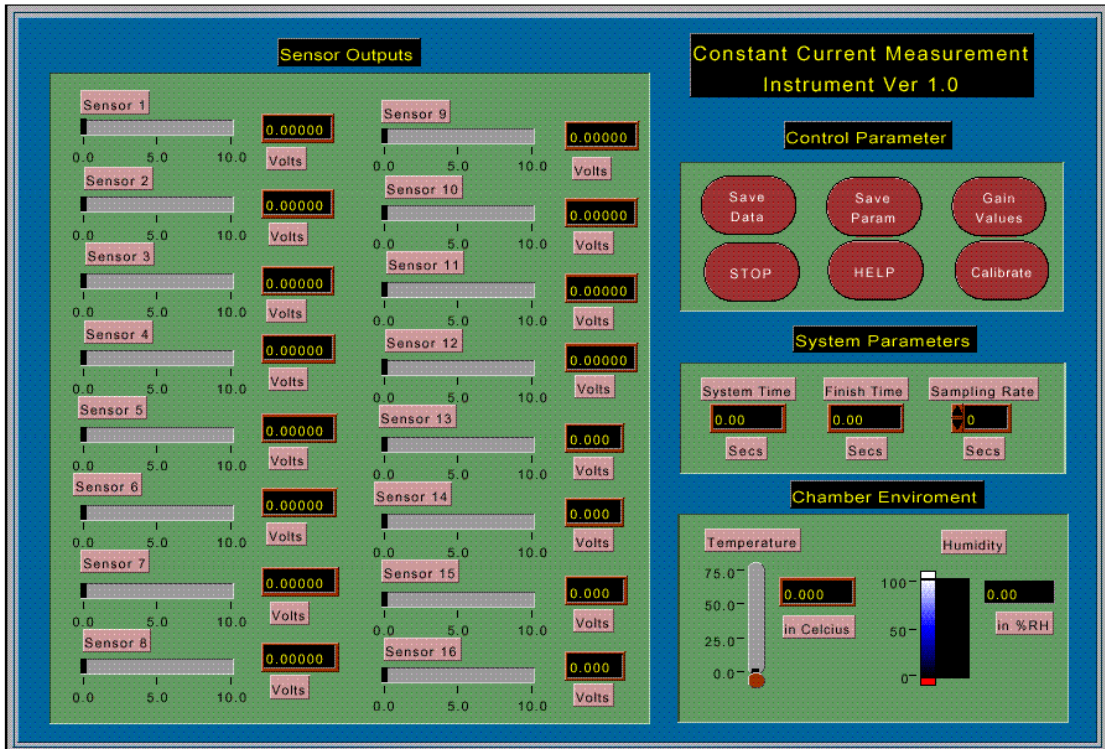 Sensor Outputs
Sensor 1
0.00000
0.0 5.0 10.0
Volts
Sensor 2
0.00000
0.0 5.0 10.0
Volts
Sensor 3
0.00000
0.0 5.0 10.0
Volts
Sensor 4
0.00000
0.0 5.0 10.0
Volts
Sensor 5
0.00000
0.0 5.0 10.0
Volts
Sensor 6
0.00000
0.0 5.0 10.0
Volts
Sensor 7
0.00000
0.0 5.0 10.0
Volts
Sensor 8
0.00000
0.0 5.0 10.0
Volts
Sensor 9
0.00000
0.0 5.0 10.0
Volts
Sensor 10
0.00000
0.0 5.0 10.0
Volts
Sensor 11
0.00000
0.0 5.0 10.0
Volts
Sensor 12
0.00000
0.0 5.0 10.0
Volts
Sensor 13
0.000
0.0 5.0 10.0
Volts
Sensor 14
0.000
0.0 5.0 10.0
Volts
Sensor 15
0.000
0.0 5.0 10.0
Volts
Sensor 16
0.000
0.0 5.0 10.0
Volts
Constant Current Measurement
Instrument Ver 1.0
Control Parameter
Save Data
Save Param
Gain Values
STOP
HELP
Calibrate
System Parameters
System Time Finish Time Sampling Rate
0.00 0.00 0
Secs Secs Secs
Chamber Enviroment
Temperature
75.0
50.0
25.0
0.0
0.000
in Celcius
Humidity
100
50
0
0.00
in %RH